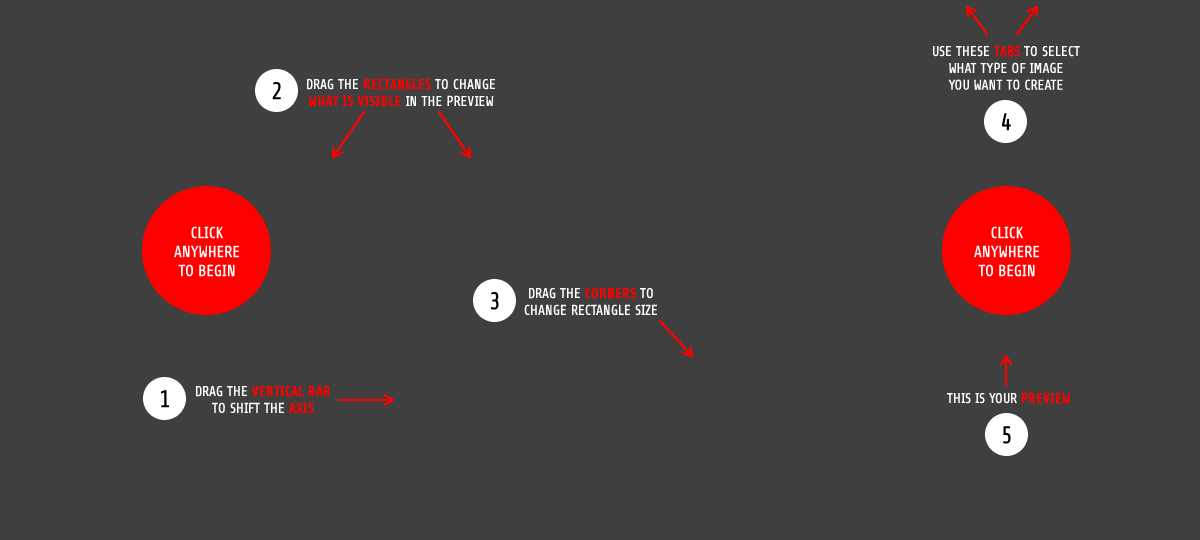 2
DRAG THE RECTANGLES TO CHANGE
WHAT IS VISIBLE IN THE PREVIEW
USE THESE TABS TO SELECT
WHAT TYPE OF IMAGE
YOU WANT TO CREATE
4
CLICK
ANYWHERE
TO BEGIN
CLICK
ANYWHERE
TO BEGIN
3
DRAG THE CORNERS TO
CHANGE RECTANGLE SIZE
1
DRAG THE VERTICAL BAR
TO SHIFT THE AXIS
THIS IS YOUR PREVIEW
5